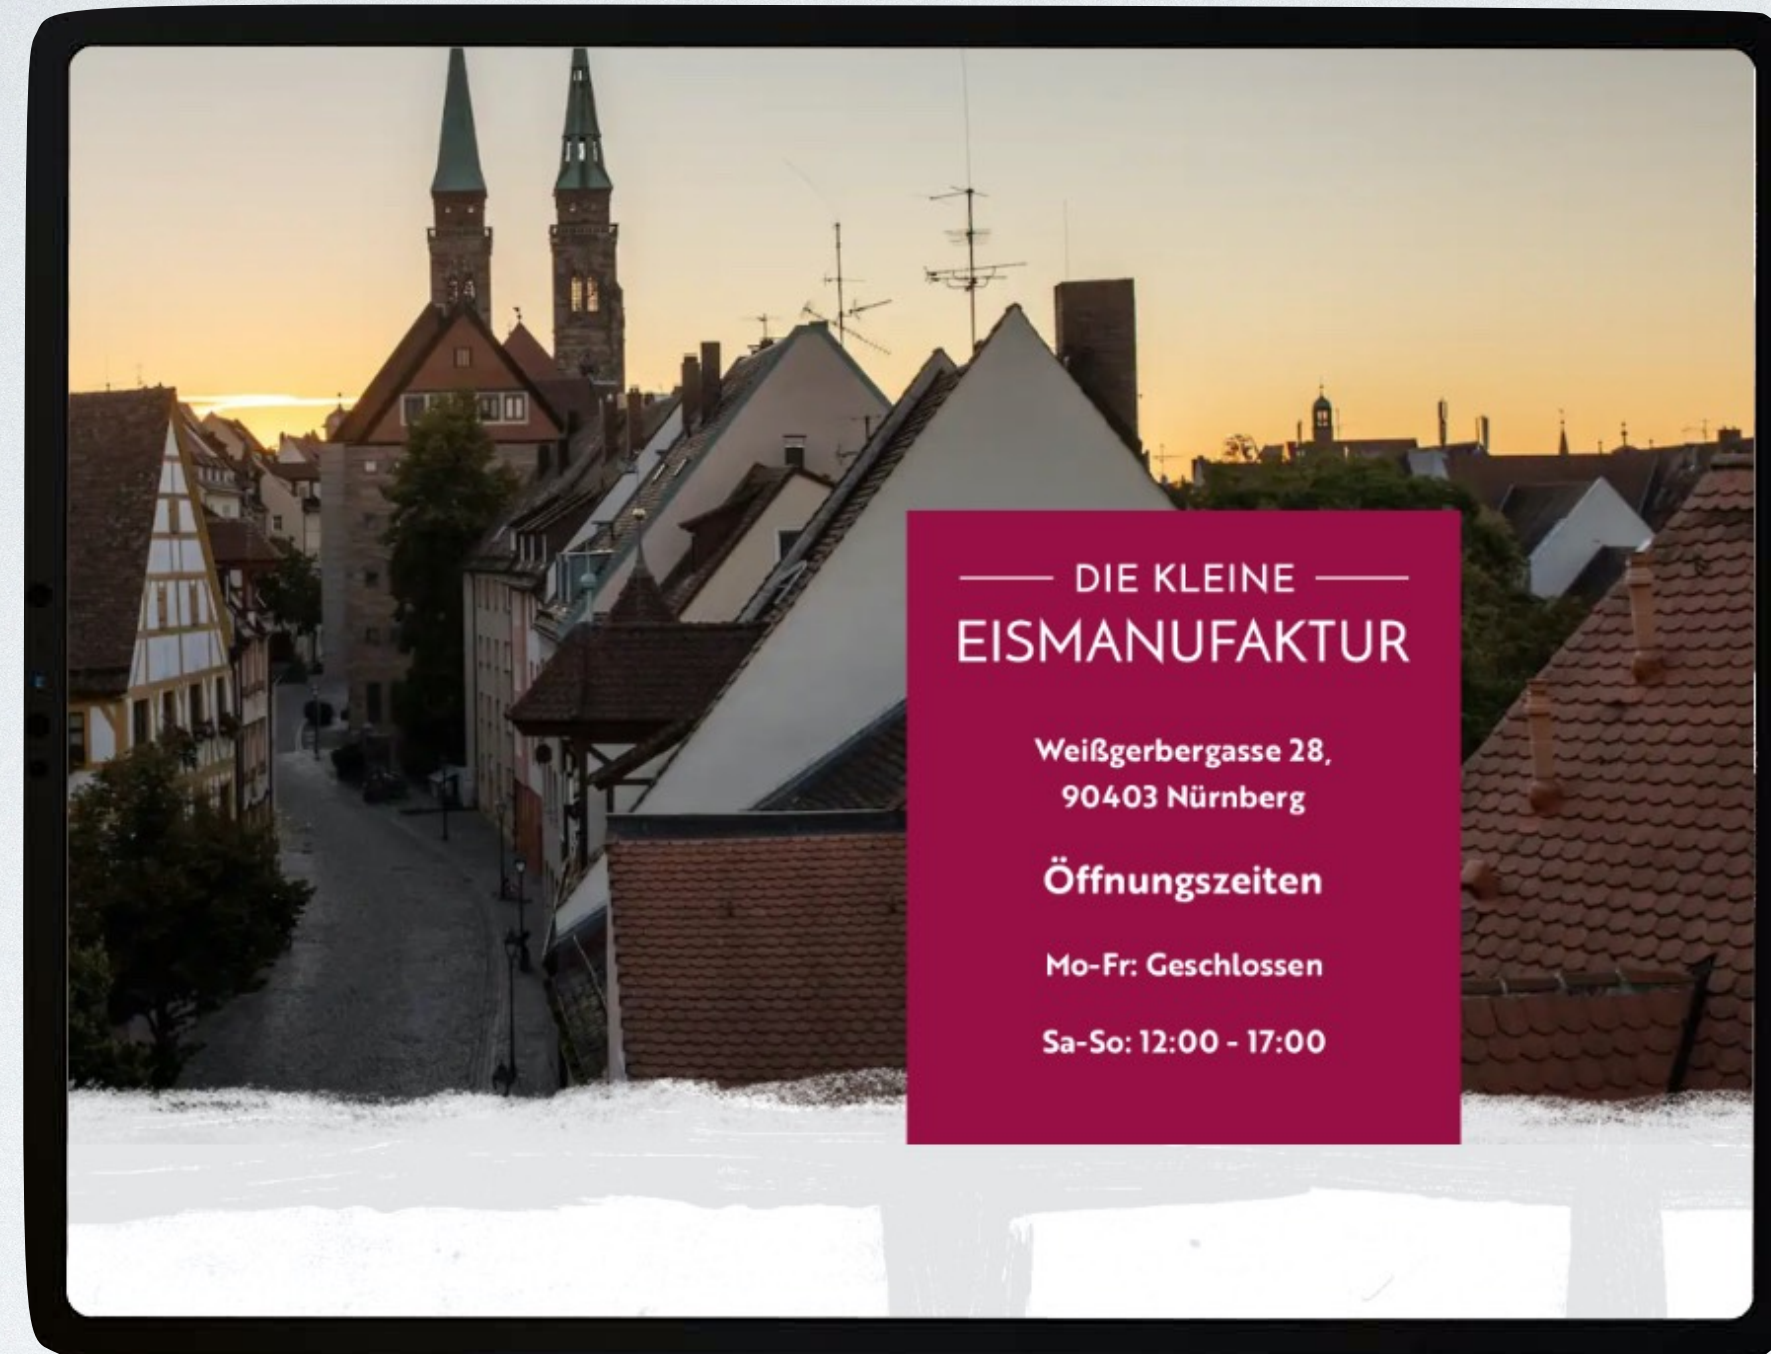 DIE KLEINE
EISMANUFAKTUR
Weißgerbergasse 28,
90403 Nürnberg
Öffnungszeiten
Mo-Fr: Geschlossen
Sa-So: 12:00 - 17:00